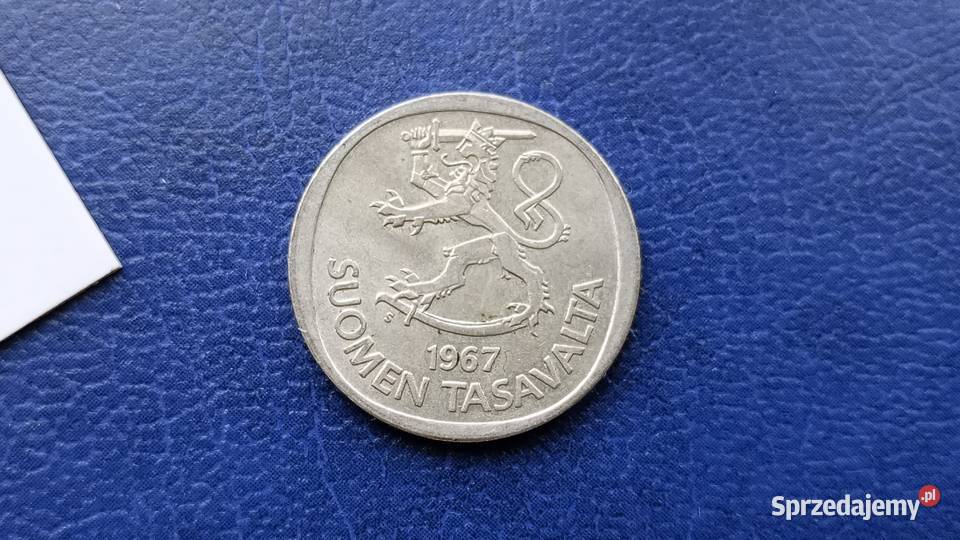 S
1967
SUOMEN TASAVALTA
Sprzedajemy.pl